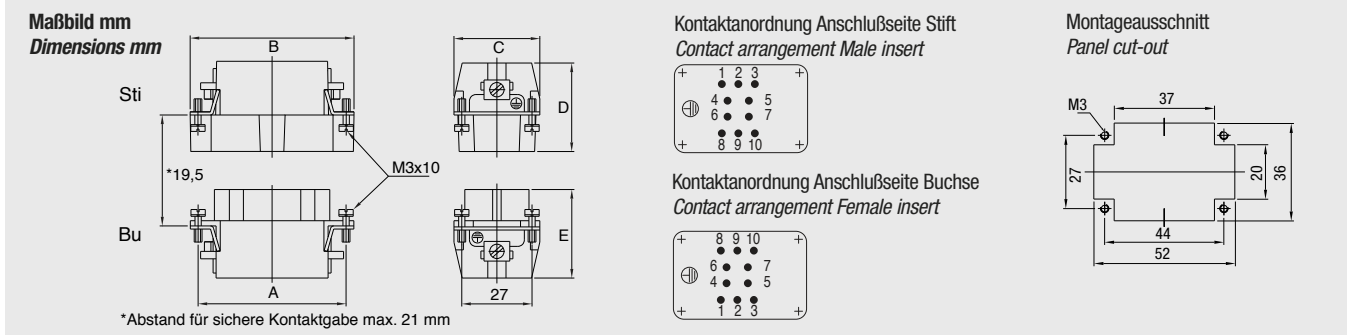 Maßbild mm
Dimensions mm
B
C
Sti
D
*19,5
M3x10
Bu
E
A
27
*Abstand für sichere Kontaktgabe max. 21 mm
Kontaktanordnung Anschlußseite Stift
Contact arrangement Male insert
1 2 3
4 5
6 7
8 9 10
Kontaktanordnung Anschlußseite Buchse
Contact arrangement Female insert
8 9 10
6 7
4 5
1 2 3
Montageausschnitt
Panel cut-out
37
M3
27
20
36
44
52